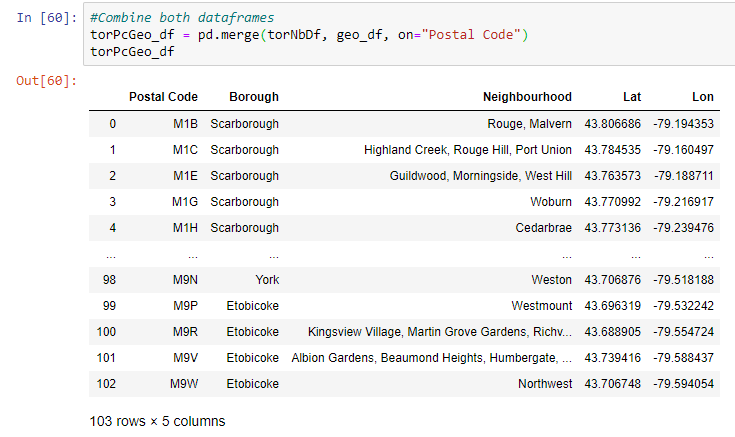 In [60]: #Combine both dataframes
torPcGeo_df = pd.merge(torNbDf, geo_df, on="Postal Code")
torPcGeo_df
Out[60]:
Postal Code Borough Neighbourhood Lat Lon
0 M1B Scarborough Rouge, Malvern 43.806686 -79.194353
1 M1C Scarborough Highland Creek, Rouge Hill, Port Union 43.784535 -79.160497
2 M1E Scarborough Guildwood, Morningside, West Hill 43.763573 -79.188711
3 M1G Scarborough Woburn 43.770992 -79.216917
4 M1H Scarborough Cedarbrae 43.773136 -79.239476
... ... ... ... ... ...
98 M9N York Weston 43.706876 -79.518188
99 M9P Etobicoke Westmount 43.696319 -79.532242
100 M9R Etobicoke Kingsview Village, Martin Grove Gardens, Richv... 43.688905 -79.554724
101 M9V Etobicoke Albion Gardens, Beaumond Heights, Humbergate, ... 43.739416 -79.588437
102 M9W Etobicoke Northwest 43.706748 -79.594054
103 rows × 5 columns